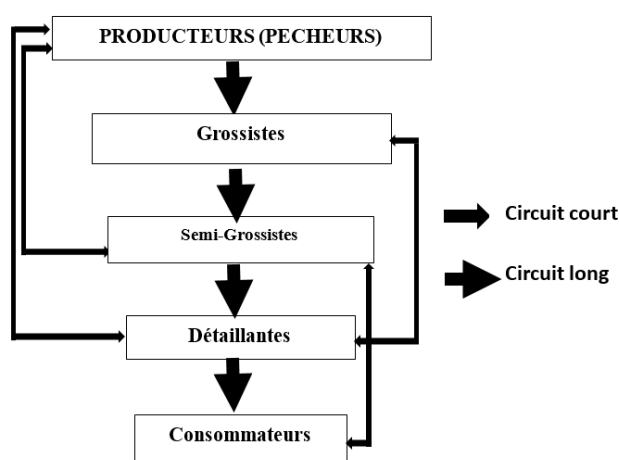 PRODUCTEURS (PECHEURS)
Grossistes
Semi-Grossistes
Détaillantes
Consommateurs
Circuit court
Circuit long